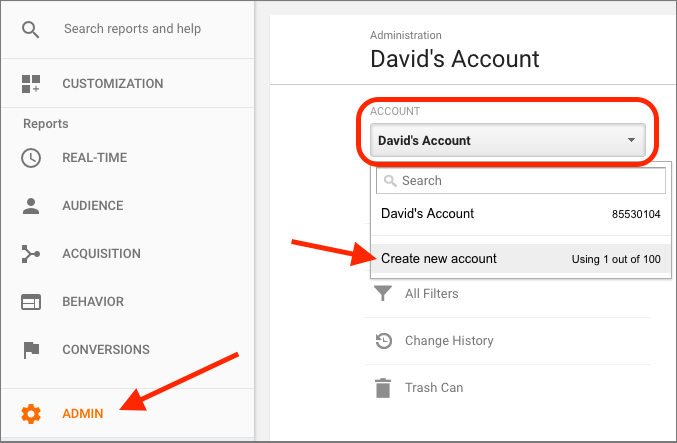 Search reports and help
CUSTOMIZATION
Reports
REAL-TIME
AUDIENCE
ACQUISITION
BEHAVIOR
CONVERSIONS
ADMIN
Administration
David's Account
ACCOUNT
David's Account
Search
David's Account 85530104
Create new account Using 1 out of 100
All Filters
Change History
Trash Can